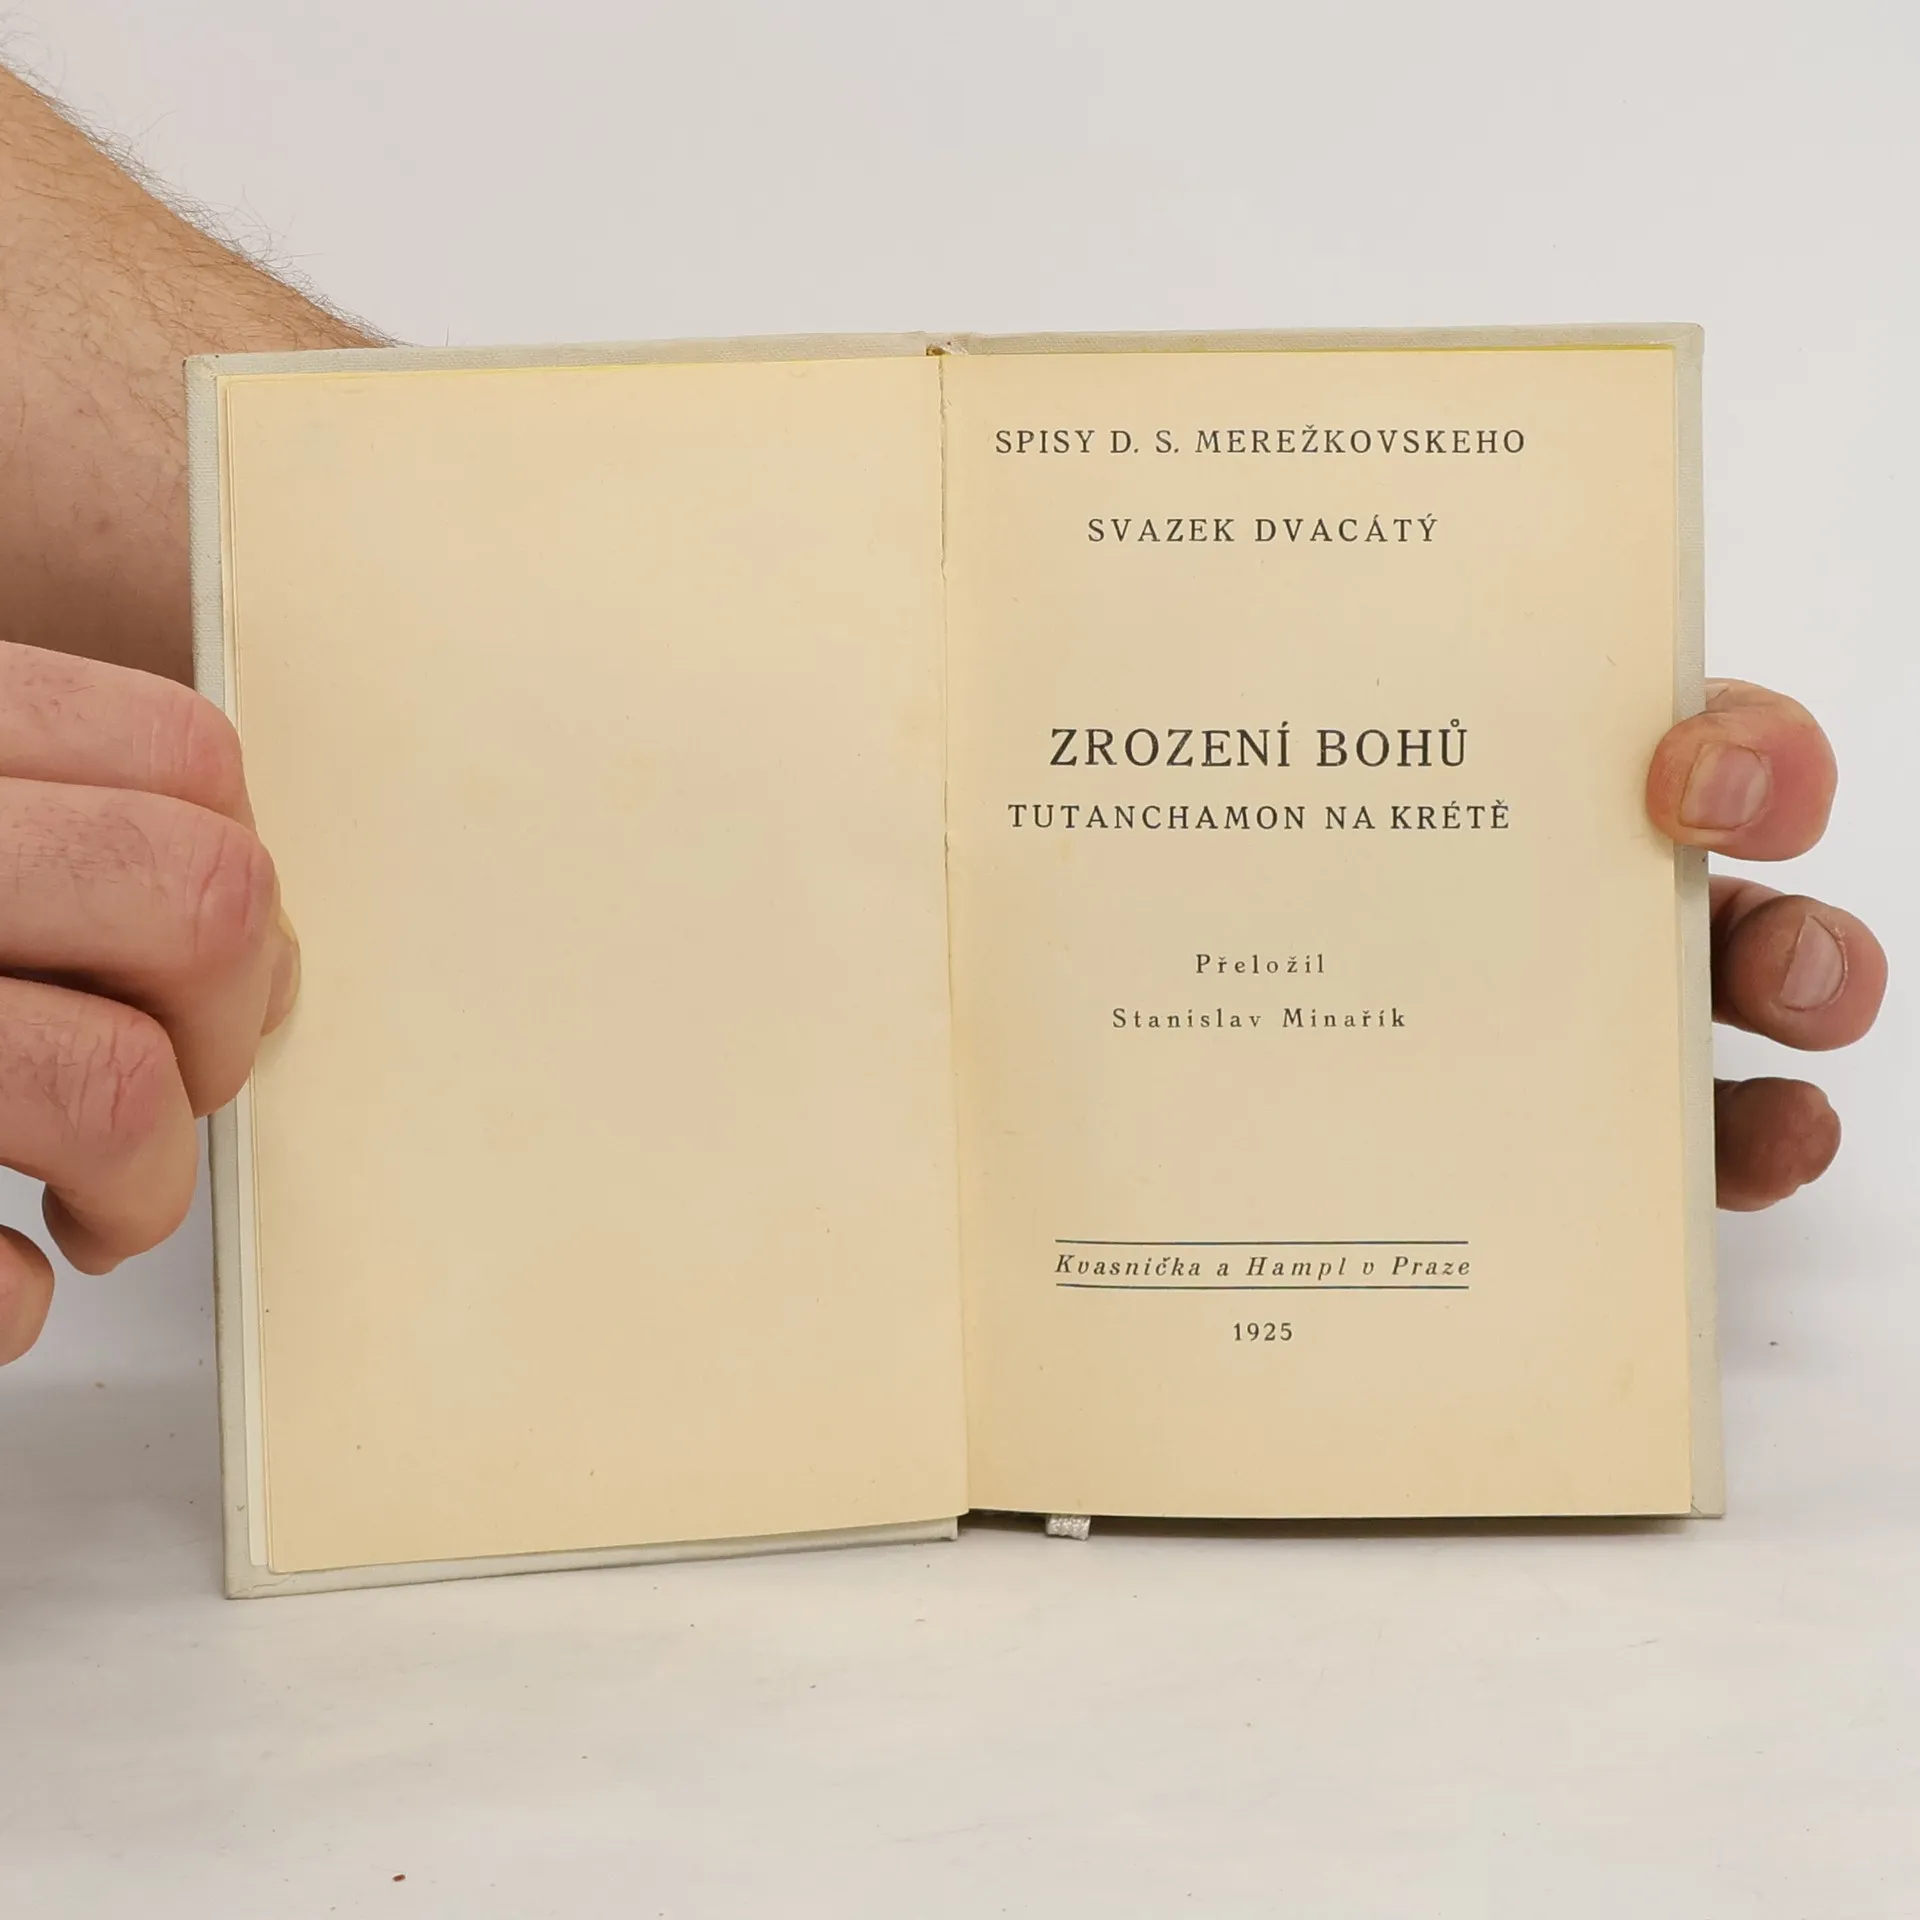 SPISY D. S. MEREŽKOVSKEHO
SVAZEK DVACÁTÝ
ZROZENÍ BOHŮ
TUTANCHAMON NA KRÉTĚ
Přeložil
Stanislav Minařík
Kvasnička a Hampl v Praze
1925